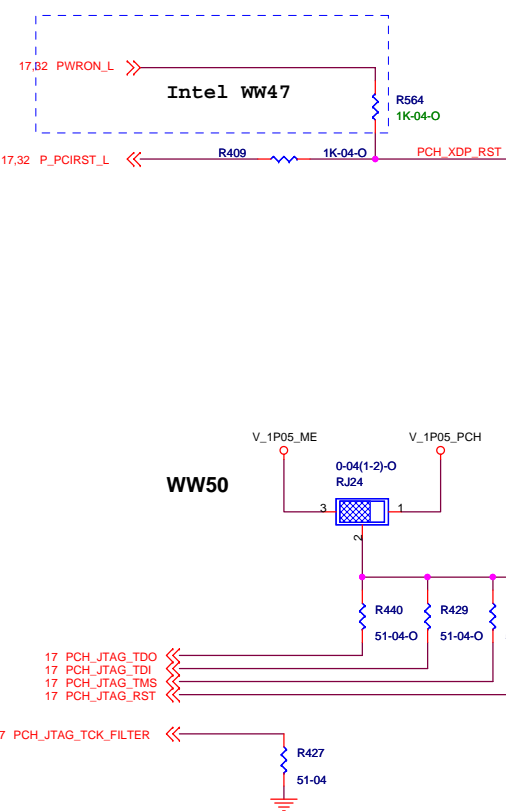 17,32 PWRON_L
Intel WW47
R564
1K-04-O
17,32 P_PCIRST_L
R409
1K-04-O
PCH_XDP_RST
V_1P05_ME
V_1P05_PCH
0-04(1-2)-O
RJ24
WW50
3
1
2
R440
R429
51-04-O
51-04-O
17 PCH_JTAG_TDO
17 PCH_JTAG_TDI
17 PCH_JTAG_TMS
17 PCH_JTAG_RST
7 PCH_JTAG_TCK_FILTER
R427
51-04